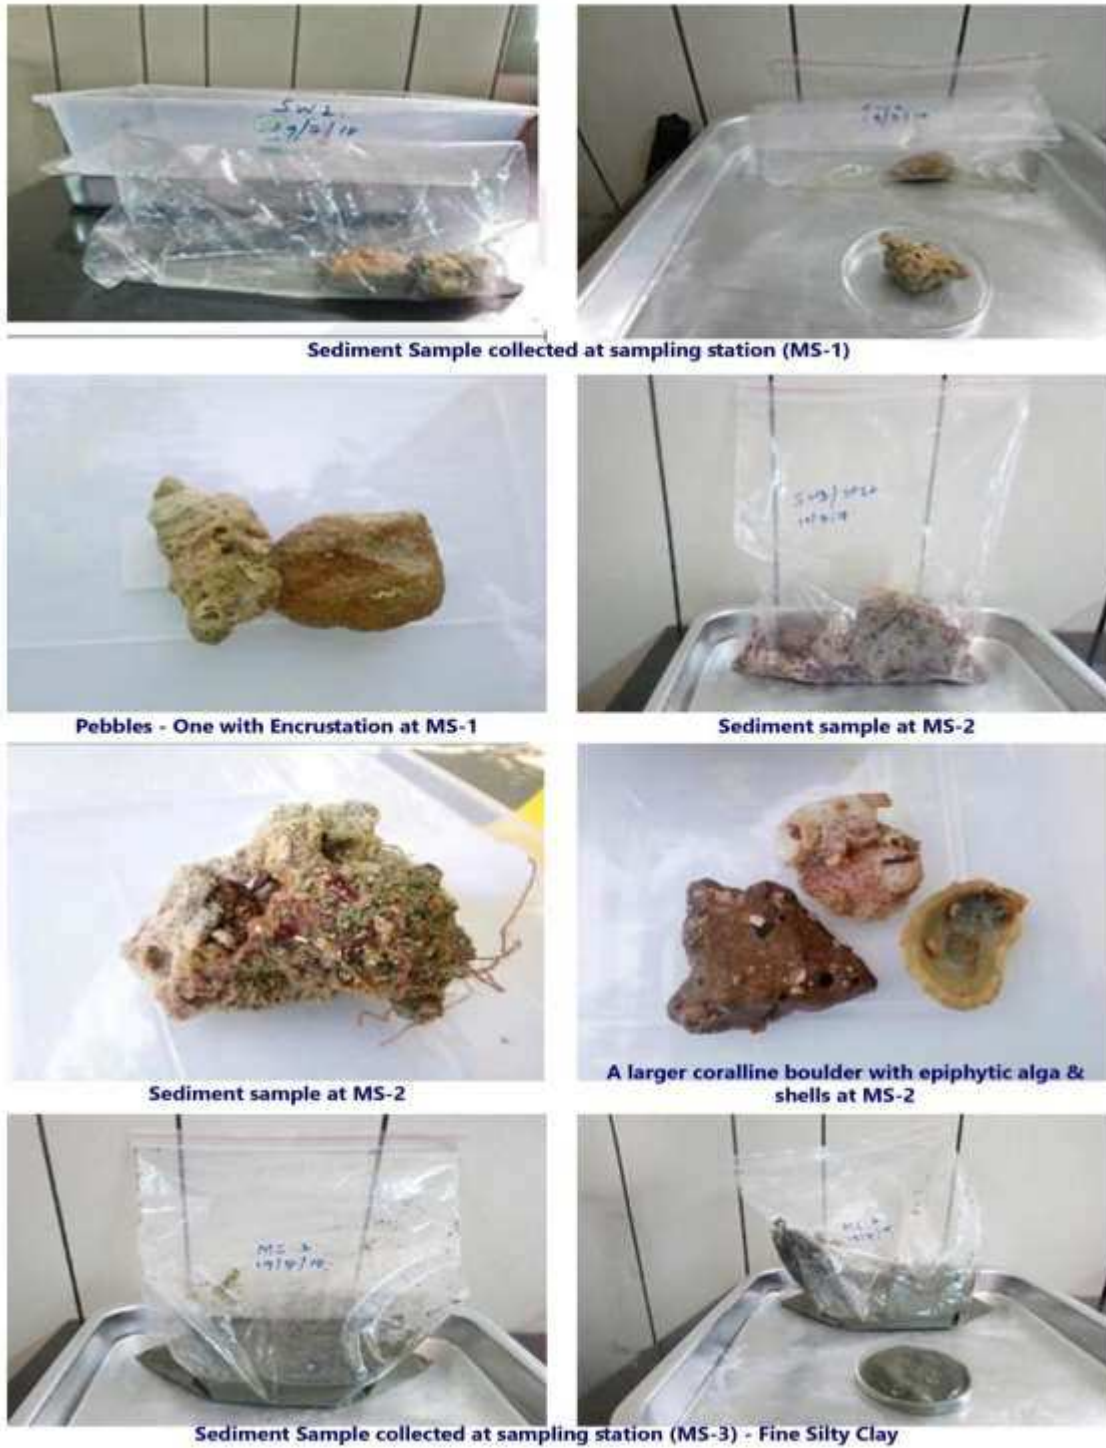 SW2
Sediment Sample collected at sampling station (MS-1)
Pebbles - One with Encrustation at MS-1
Sediment sample at MS-2
Sediment sample at MS-2
A larger coralline boulder with epiphytic alga &
shells at MS-2
Sediment Sample collected at sampling station (MS-3) - Fine Silty Clay